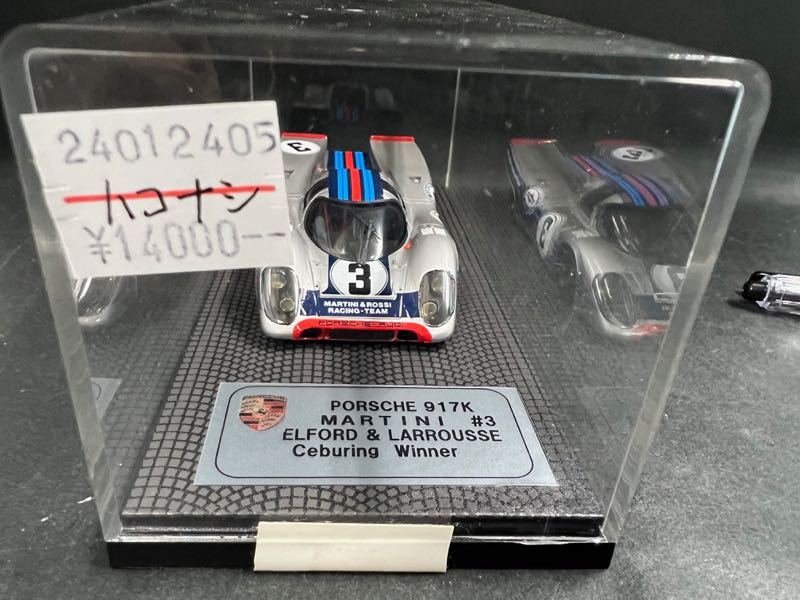 24012405
ハコナシ
¥14000--
3
3
MARTINI & ROSSI
RACING-TEAM
PORSCHE
PORSCHE 917K
MARTINI #3
ELFORD & LARROUSSE
Ceburing Winner